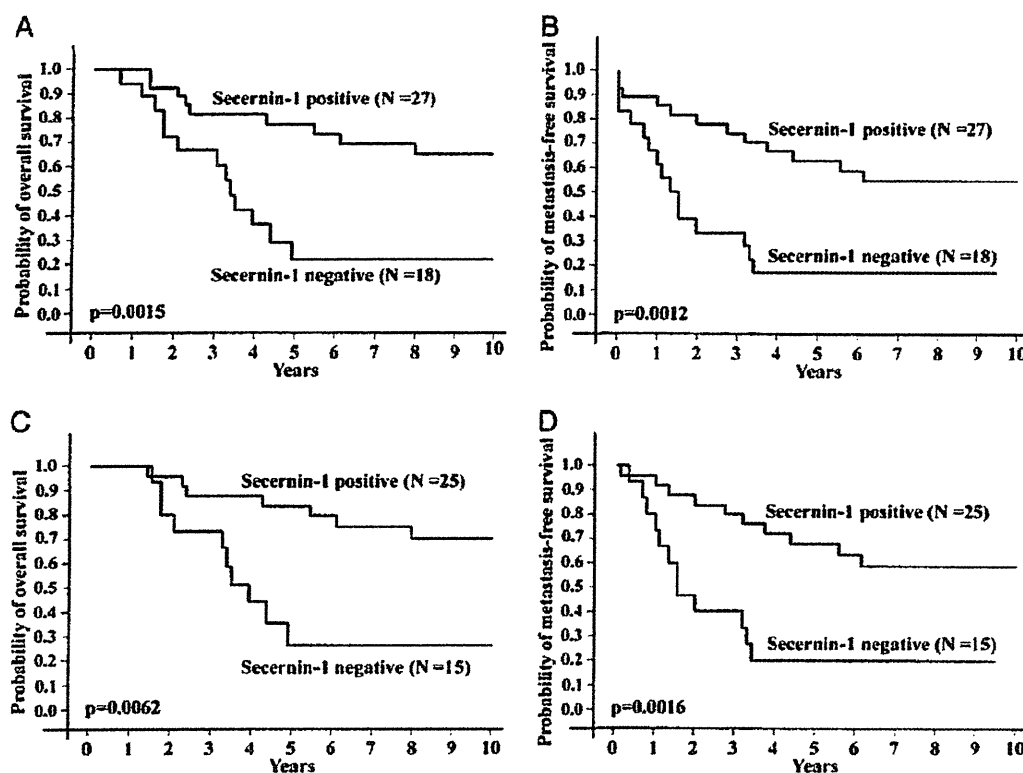 A
Probability of overall survival
1.0
0.9
0.8
0.7
0.6
0.5
0.4
0.3
0.2
0.1
0.0
Secernin-1 positive (N =27)
Secernin-1 negative (N =18)
p=0.0015
0 1 2 3 4 5 6 7 8 9 10
Years
B
Probability of metastasis-free survival
1.0
0.9
0.8
0.7
0.6
0.5
0.4
0.3
0.2
0.1
0.0
Secernin-1 positive (N =27)
Secernin-1 negative (N =18)
p=0.0012
0 1 2 3 4 5 6 7 8 9 10
Years
C
Probability of overall survival
1.0
0.9
0.8
0.7
0.6
0.5
0.4
0.3
0.2
0.1
0.0
Secernin-1 positive (N =25)
Secernin-1 negative (N =15)
p=0.0062
0 1 2 3 4 5 6 7 8 9 10
Years
D
Probability of metastasis-free survival
1.0
0.9
0.8
0.7
0.6
0.5
0.4
0.3
0.2
0.1
0.0
Secernin-1 positive (N =25)
Secernin-1 negative (N =15)
p=0.0016
0 1 2 3 4 5 6 7 8 9 10
Years